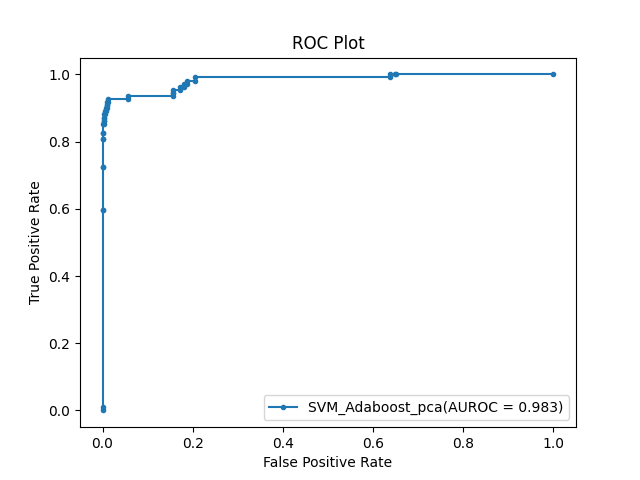 ROC Plot
1.0
0.8
0.6
0.4
0.2
0.0
True Positive Rate
SVM_Adaboost_pca(AUROC = 0.983)
0.0 0.2 0.4 0.6 0.8 1.0
False Positive Rate